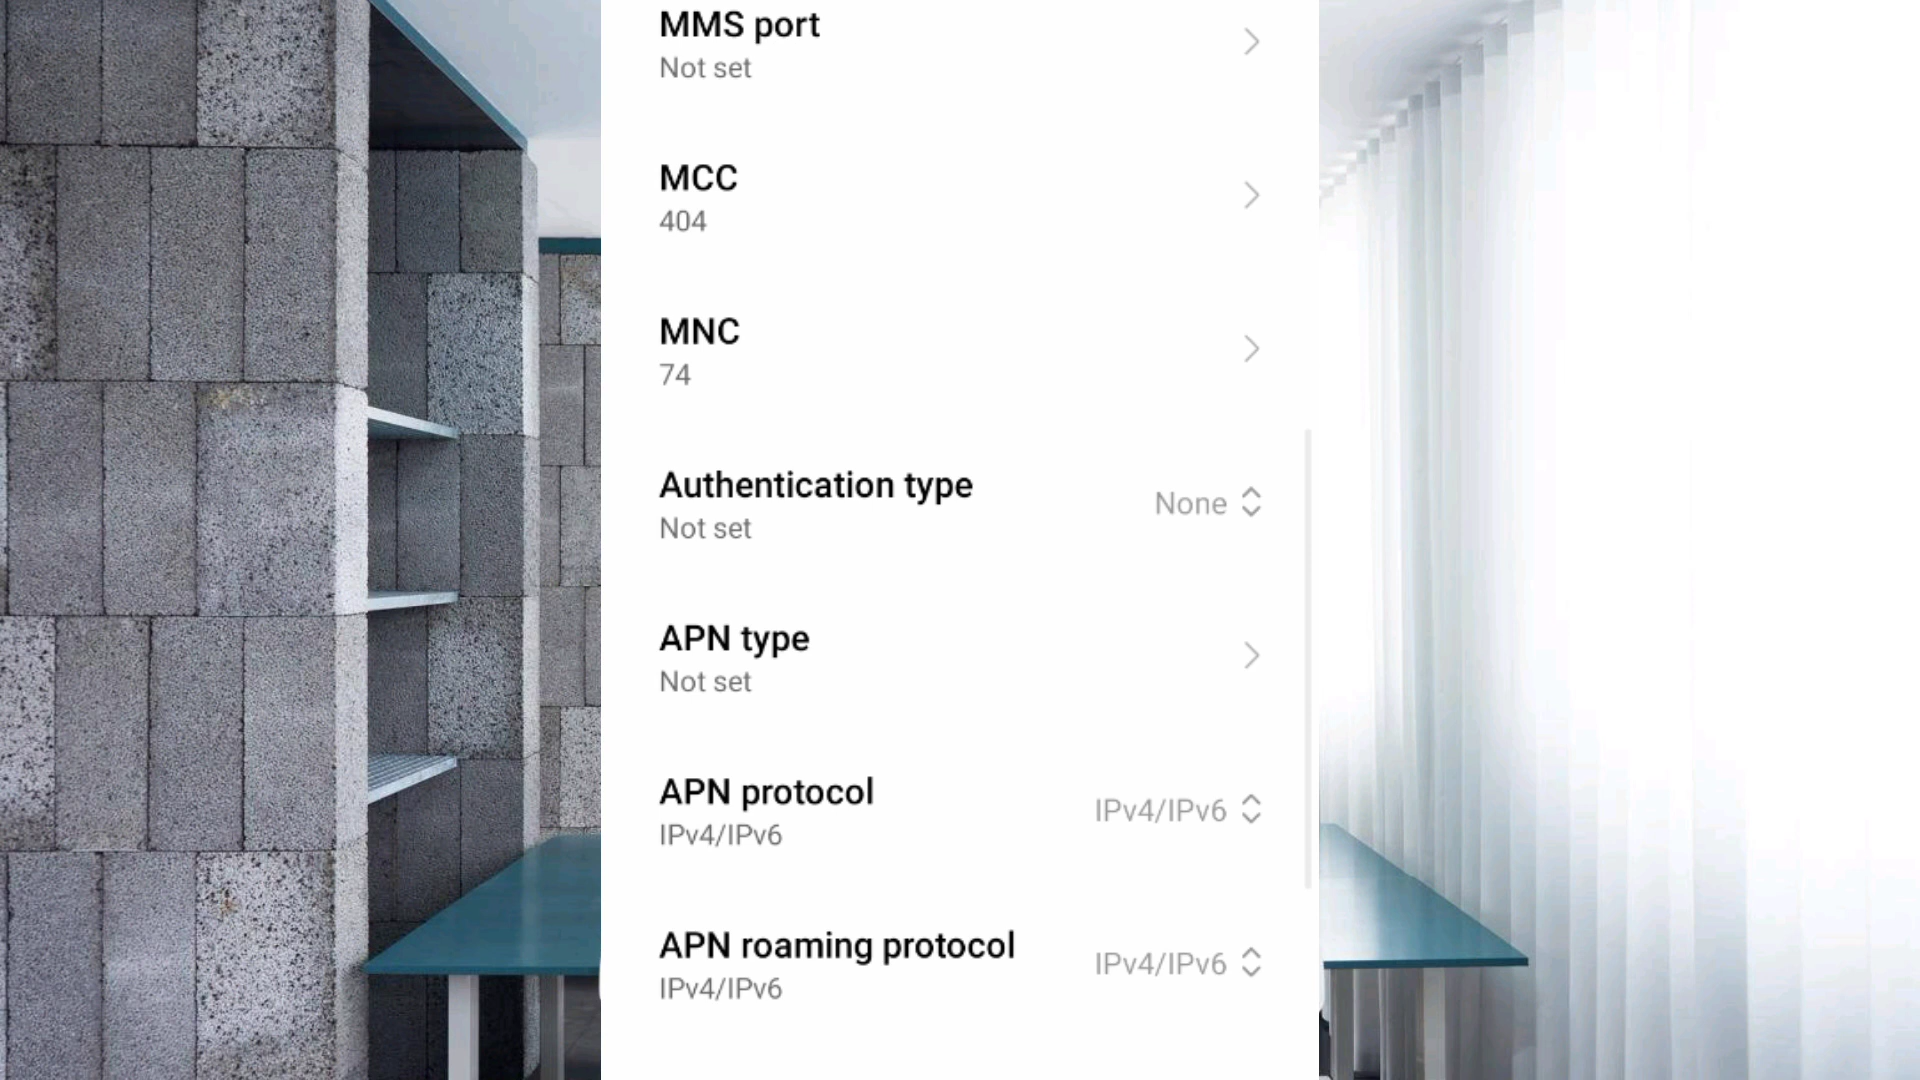 MMS port
Not set
MCC
404
MNC
74
Authentication type
Not set
None
APN type
Not set
APN protocol
IPv4/IPv6
IPv4/IPv6
APN roaming protocol
IPv4/IPv6
IPv4/IPv6